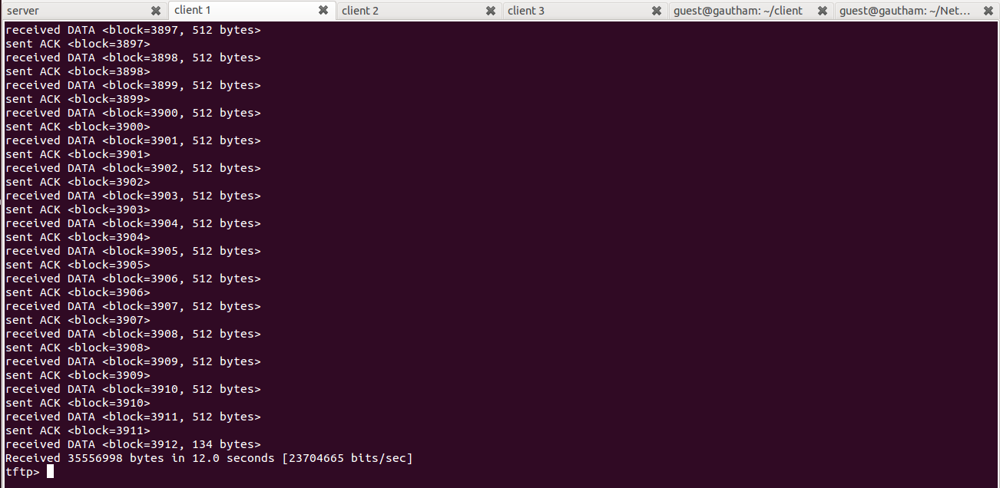 server
client 1
client 2
client 3
guest@gautham: ~/client
guest@gautham: ~/Net...
received DATA <block=3897, 512 bytes>
sent ACK <block=3897>
received DATA <block=3898, 512 bytes>
sent ACK <block=3898>
received DATA <block=3899, 512 bytes>
sent ACK <block=3899>
received DATA <block=3900, 512 bytes>
sent ACK <block=3900>
received DATA <block=3901, 512 bytes>
sent ACK <block=3901>
received DATA <block=3902, 512 bytes>
sent ACK <block=3902>
received DATA <block=3903, 512 bytes>
sent ACK <block=3903>
received DATA <block=3904, 512 bytes>
sent ACK <block=3904>
received DATA <block=3905, 512 bytes>
sent ACK <block=3905>
received DATA <block=3906, 512 bytes>
sent ACK <block=3906>
received DATA <block=3907, 512 bytes>
sent ACK <block=3907>
received DATA <block=3908, 512 bytes>
sent ACK <block=3908>
received DATA <block=3909, 512 bytes>
sent ACK <block=3909>
received DATA <block=3910, 512 bytes>
sent ACK <block=3910>
received DATA <block=3911, 512 bytes>
sent ACK <block=3911>
received DATA <block=3912, 134 bytes>
Received 35556998 bytes in 12.0 seconds [23704665 bits/sec]
tftp>